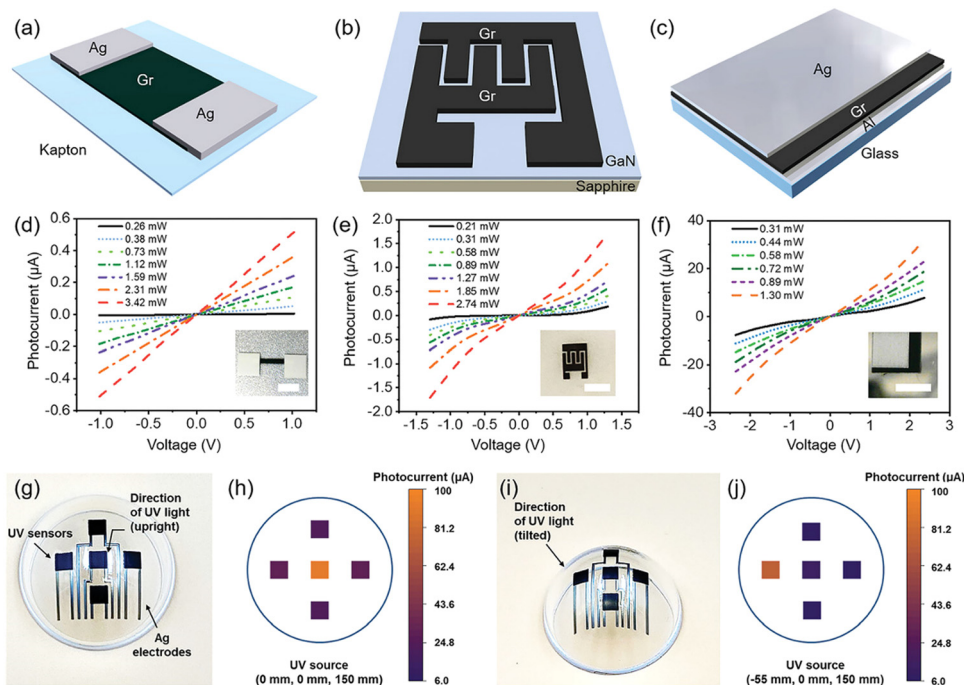 (a)
Ag
Gr
Ag
Kapton
(b)
Gr
Gr
GaN
Sapphire
(c)
Ag
Gr
Al
Glass
(d)
Photocurrent (µA)
0.6
0.4
0.2
0.0
-0.2
-0.4
-0.6
0.26 mW
0.38 mW
0.73 mW
1.12 mW
1.59 mW
2.31 mW
3.42 mW
-1.0 -0.5 0.0 0.5 1.0
Voltage (V)
(e)
Photocurrent (µA)
2.0
1.5
1.0
0.5
0.0
-0.5
-1.0
-1.5
-2.0
0.21 mW
0.31 mW
0.58 mW
0.89 mW
1.27 mW
1.85 mW
2.74 mW
-1.5 -1.0 -0.5 0.0 0.5 1.0 1.5
Voltage (V)
(f)
Photocurrent (µA)
40
20
0
-20
-40
0.31 mW
0.44 mW
0.58 mW
0.72 mW
0.89 mW
1.30 mW
-3 -2 -1 0 1 2 3
Voltage (V)
(g)
Direction
of UV light
(upright)
UV sensors
Ag
electrodes
(h)
Photocurrent (µA)
100
81.2
62.4
43.6
24.8
6.0
UV source
(0 mm, 0 mm, 150 mm)
(i)
Direction
of UV light
(tilted)
(j)
Photocurrent (µA)
100
81.2
62.4
43.6
24.8
6.0
UV source
(-55 mm, 0 mm, 150 mm)